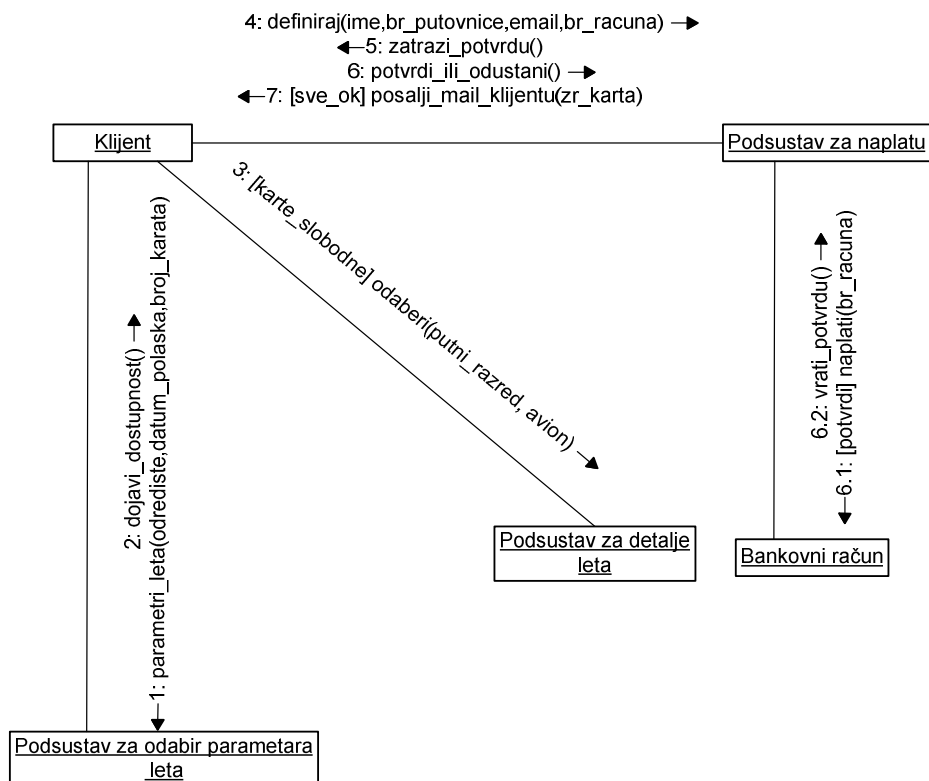 4: definiraj(ime,br_putovnice,email,br_racuna)
5: zatrazi_potvrdu()
6: potvrdi_ili_odustani()
7: [sve_ok] posalji_mail_klijentu(zr_karta)
Klijent
Podsustav za naplatu
3: [karte_slobodne] odaberi(putni_razred, avion)
2: dojavi_dostupnost()
1: parametri_leta(odrediste,datum_polaska,broj_karata)
6.2: vrati_potvrdu()
6.1: [potvrdi] naplati(br_racuna)
Podsustav za detalje
leta
Bankovni račun
Podsustav za odabir parametara
leta